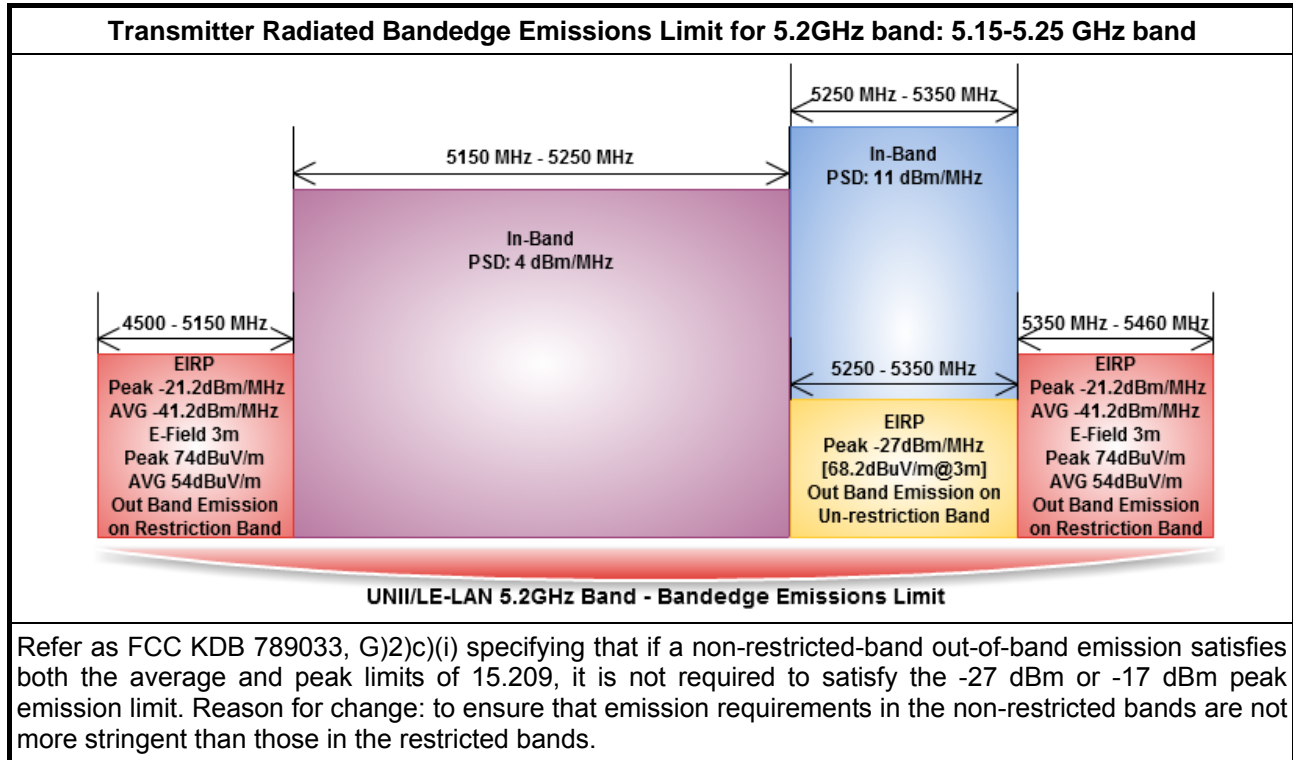 Transmitter Radiated Bandedge Emissions Limit for 5.2GHz band: 5.15-5.25 GHz band
5250 MHz - 5350 MHz
5150 MHz - 5250 MHz
In-Band
PSD: 11 dBm/MHz
In-Band
PSD: 4 dBm/MHz
4500 - 5150 MHz
5350 MHz - 5460 MHz
EIRP
Peak -21.2dBm/MHz
AVG -41.2dBm/MHz
E-Field 3m
Peak 74dBuV/m
AVG 54dBuV/m
Out Band Emission
on Restriction Band
5250 - 5350 MHz
EIRP
Peak -27dBm/MHz
[68.2dBuV/m@3m]
Out Band Emission on
Un-restriction Band
EIRP
Peak -21.2dBm/MHz
AVG -41.2dBm/MHz
E-Field 3m
Peak 74dBuV/m
AVG 54dBuV/m
Out Band Emission
on Restriction Band
UNII/LE-LAN 5.2GHz Band - Bandedge Emissions Limit
Refer as FCC KDB 789033, G)2)c)(i) specifying that if a non-restricted-band out-of-band emission satisfies
both the average and peak limits of 15.209, it is not required to satisfy the -27 dBm or -17 dBm peak
emission limit. Reason for change: to ensure that emission requirements in the non-restricted bands are not
more stringent than those in the restricted bands.